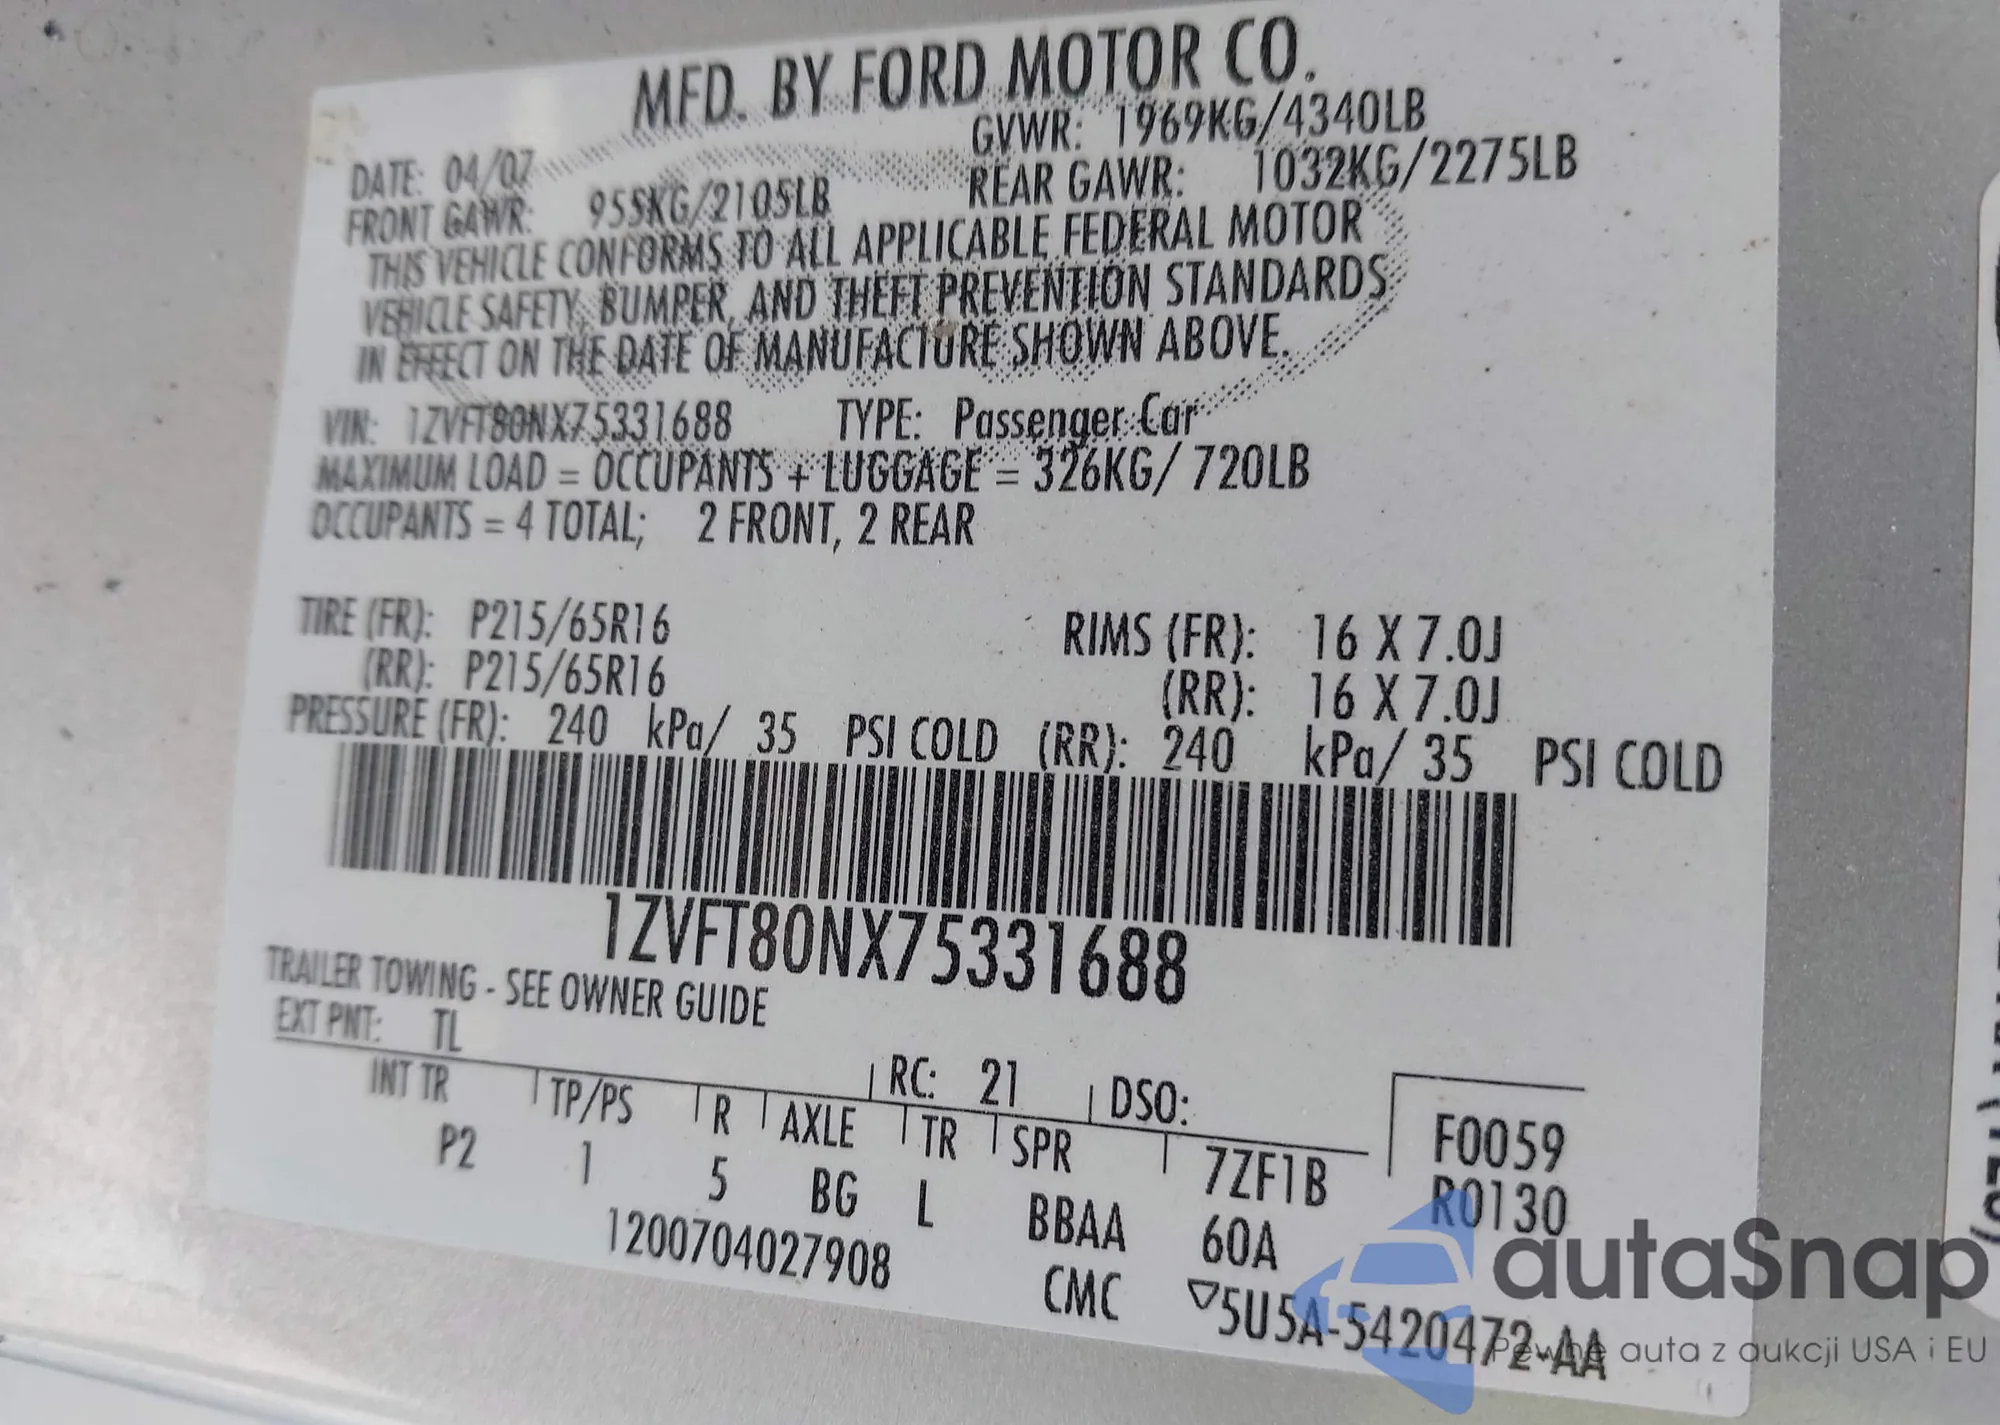 MFD. BY FORD MOTOR CO.
DATE: 04/07 GVWR: 1969KG/4340LB
FRONT GAWR: 955KG/2105LB REAR GAWR: 1032KG/2275LB
THIS VEHICLE CONFORMS TO ALL APPLICABLE FEDERAL MOTOR
VEHICLE SAFETY, BUMPER, AND THEFT PREVENTION STANDARDS
IN EFFECT ON THE DATE OF MANUFACTURE SHOWN ABOVE.
VIN: 1ZVFT80NX75331688 TYPE: Passenger Car
MAXIMUM LOAD = OCCUPANTS + LUGGAGE = 326KG/ 720LB
OCCUPANTS = 4 TOTAL; 2 FRONT, 2 REAR
TIRE (FR): P215/65R16 RIMS (FR): 16 X 7.0J
(RR): P215/65R16 (RR): 16 X 7.0J
PRESSURE (FR): 240 kPa/ 35 PSI COLD (RR): 240 kPa/ 35 PSI COLD
1ZVFT80NX75331688
TRAILER TOWING - SEE OWNER GUIDE
EXT PNT: TL RC: 21 DSO:
INT TR TP/PS R AXLE TR SPR 7ZF1B F0059
P2 1 5 BG L BBAA 60A R0130
1200704027908 CMC ▽5U5A-5420472-AA
autaSnap
Pewne auta z aukcji USA i EU